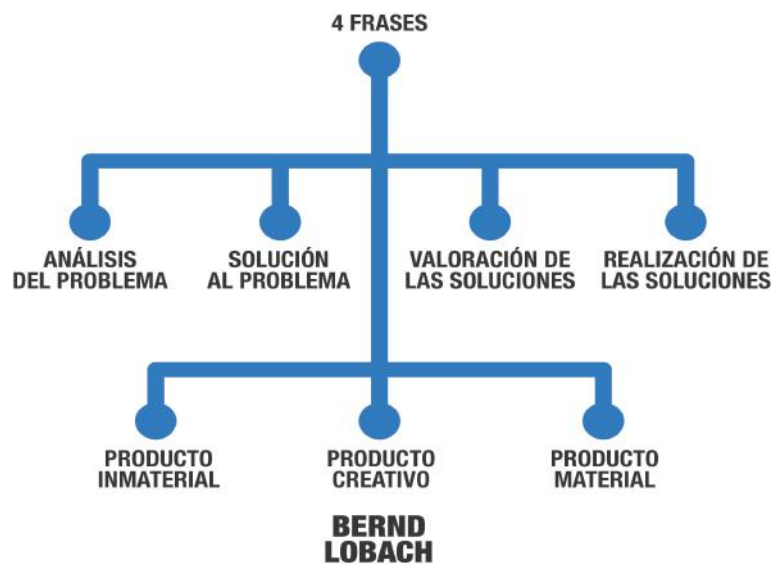 4 FRASES
ANÁLISIS
DEL PROBLEMA
SOLUCIÓN
AL PROBLEMA
VALORACIÓN DE
LAS SOLUCIONES
REALIZACIÓN DE
LAS SOLUCIONES
PRODUCTO
INMATERIAL
PRODUCTO
CREATIVO
PRODUCTO
MATERIAL
BERND
LOBACH